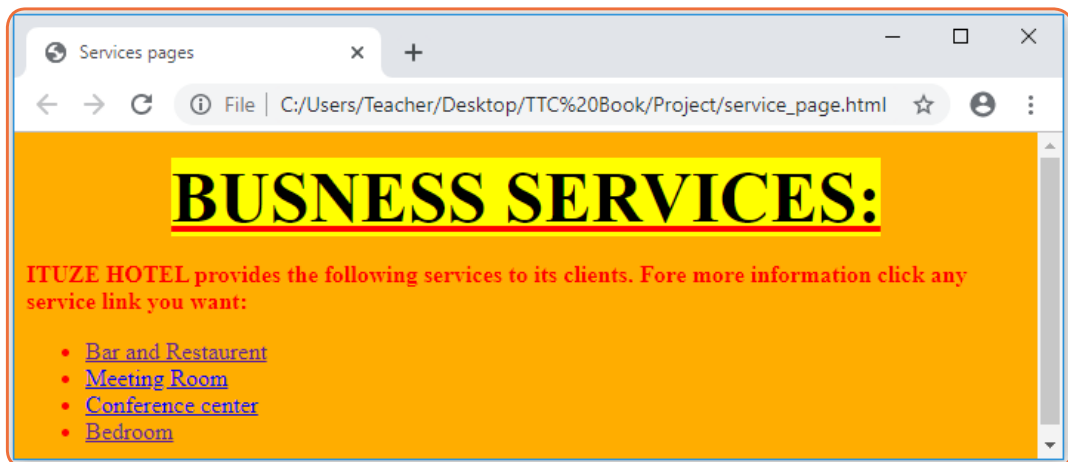 Services pages
File | C:/Users/Teacher/Desktop/TTC%20Book/Project/service_page.html
BUSNESS SERVICES:
ITUZE HOTEL provides the following services to its clients. Fore more information click any
service link you want:
• Bar and Restaurent
• Meeting Room
• Conference center
• Bedroom